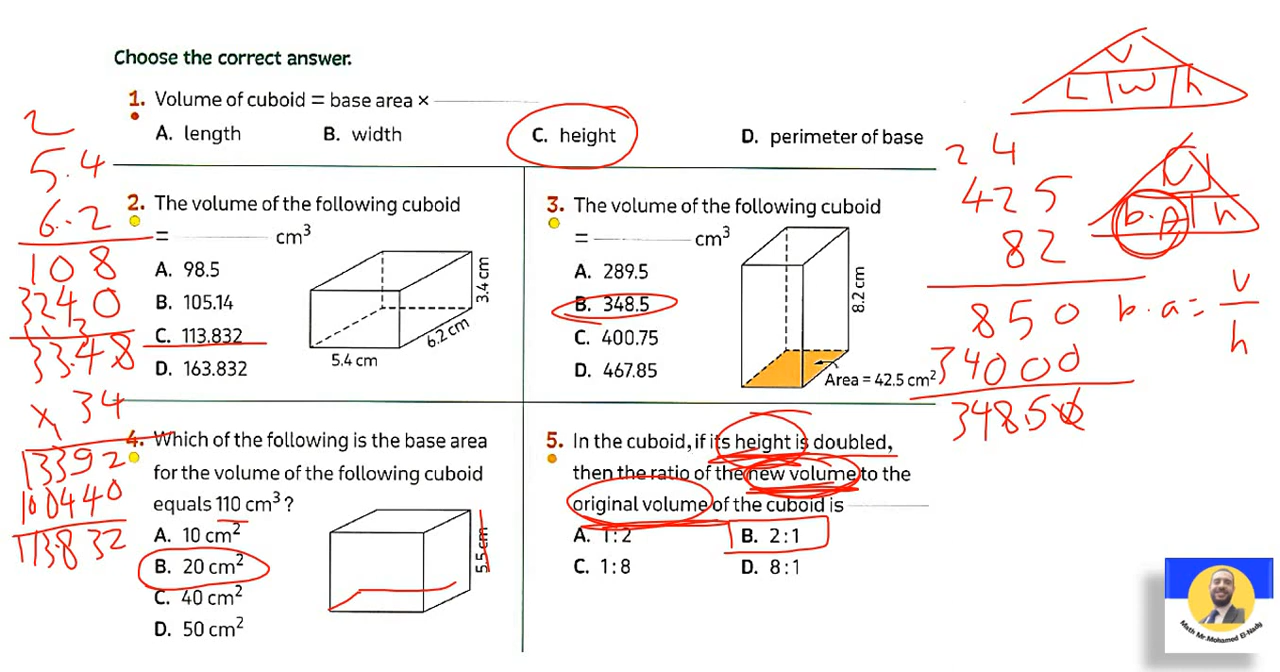 Choose the correct answer.
1. Volume of cuboid = base area ×
A. length B. width C. height D. perimeter of base
2. The volume of the following cuboid
= cm³
A. 98.5
B. 105.14
C. 113.832
D. 163.832
3.4 cm
6.2 cm
5.4 cm
3. The volume of the following cuboid
= cm³
A. 289.5
B. 348.5
C. 400.75
D. 467.85
8.2 cm
Area = 42.5 cm²
4. Which of the following is the base area
for the volume of the following cuboid
equals 110 cm³?
A. 10 cm²
B. 20 cm²
C. 40 cm²
D. 50 cm²
5.5 cm
5. In the cuboid, if its height is doubled,
then the ratio of the new volume to the
original volume of the cuboid is
A. 1:2 B. 2:1
C. 1:8 D. 8:1
2
5.4
6.2
108
3240
33.48
× 34
13392
100440
113.832
V
L W h
2 4
425
82
850
34000
348.50
V
b.A h
b.a = V
h
Math Mr.Mohamed El-Nady